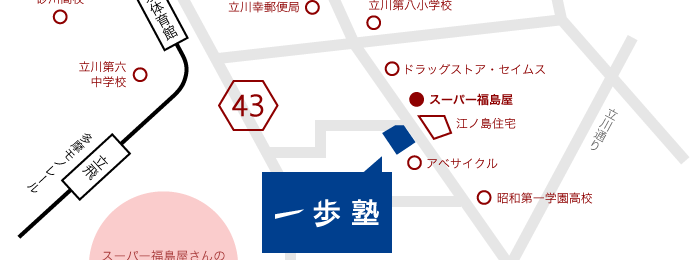 砂川高校
立川幸郵便局
立川第八小学校
体育館
立川第六
中学校
ドラッグストア・セイムス
43
スーパー福島屋
江ノ島住宅
立川通り
立飛
多摩モノレール
アベサイクル
一歩塾
昭和第一学園高校
スーパー福島屋さんの